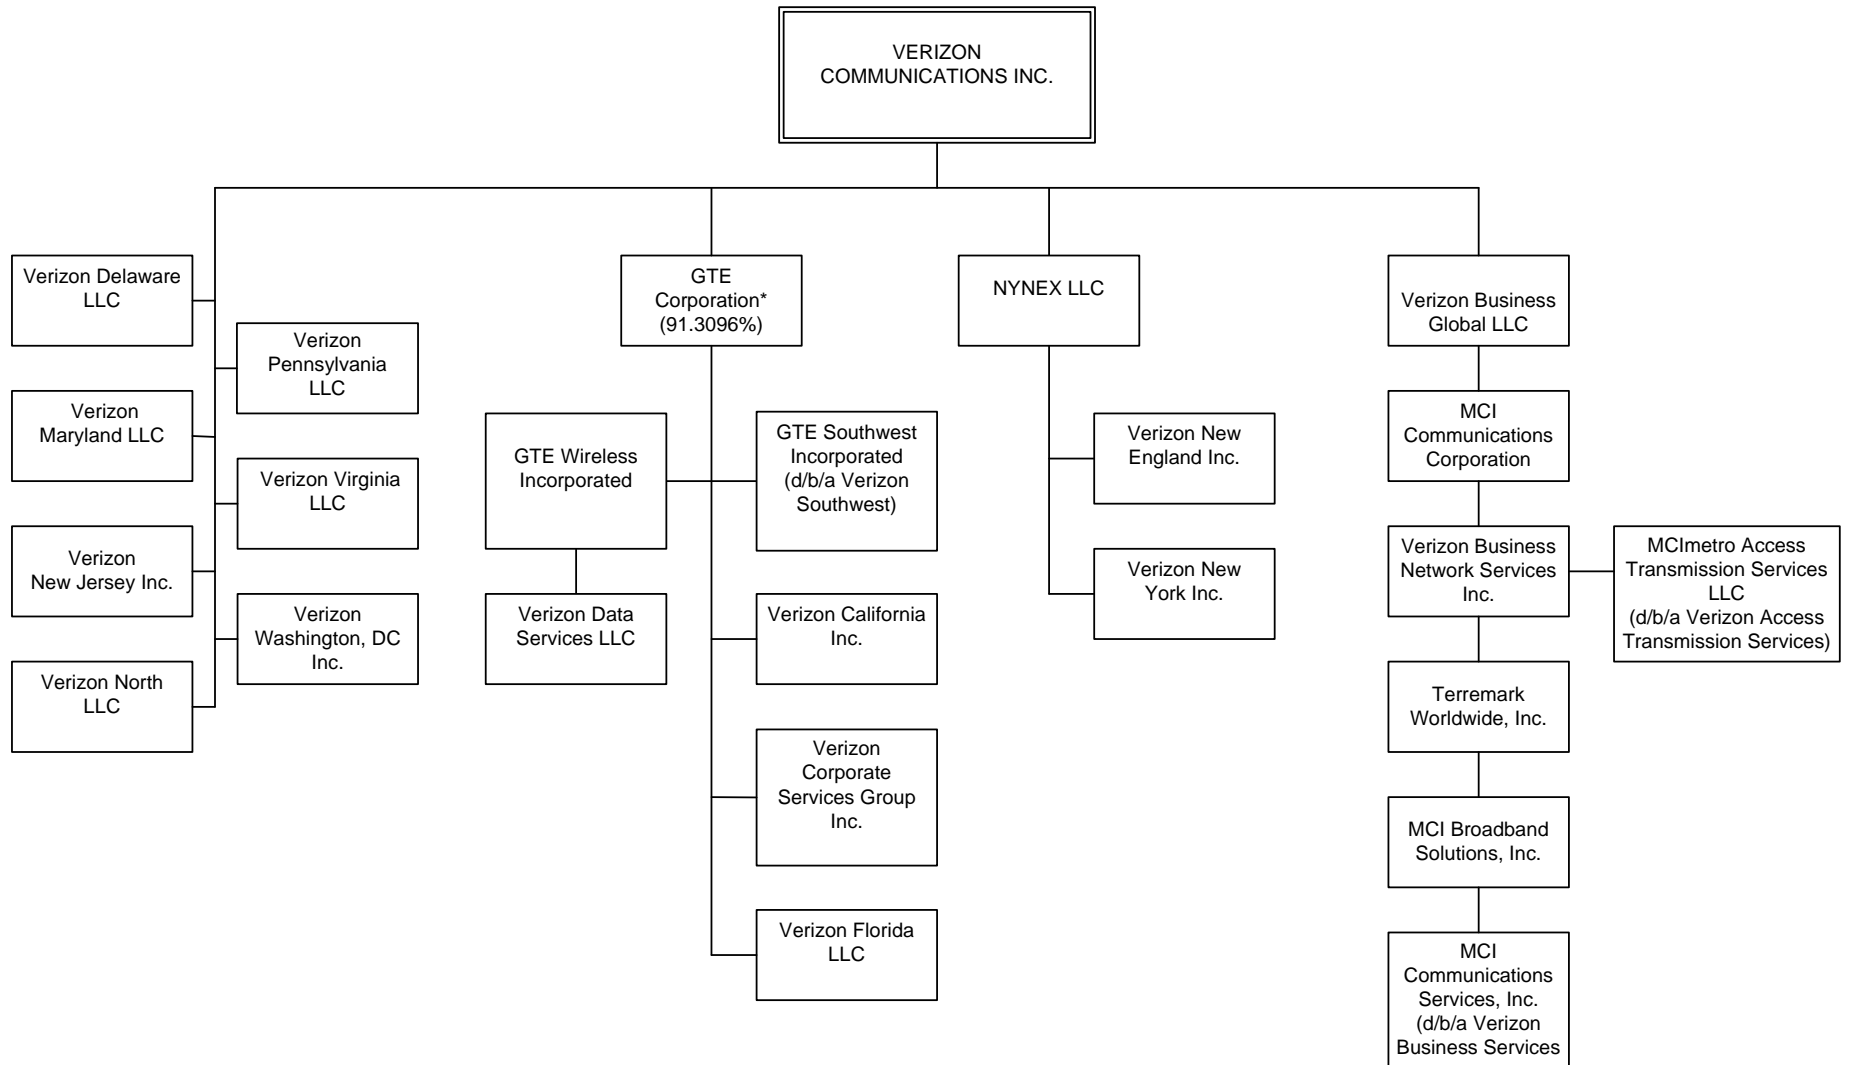 VERIZON
COMMUNICATIONS INC.
Verizon Delaware
LLC
Verizon
Pennsylvania
LLC
Verizon
Maryland LLC
Verizon Virginia
LLC
Verizon
New Jersey Inc.
Verizon
Washington, DC
Inc.
Verizon North
LLC
GTE
Corporation*
(91.3096%)
GTE Wireless
Incorporated
GTE Southwest
Incorporated
(d/b/a Verizon
Southwest)
Verizon Data
Services LLC
Verizon California
Inc.
Verizon
Corporate
Services Group
Inc.
Verizon Florida
LLC
NYNEX LLC
Verizon New
England Inc.
Verizon New
York Inc.
Verizon Business
Global LLC
MCI
Communications
Corporation
Verizon Business
Network Services
Inc.
MCImetro Access
Transmission Services
LLC
(d/b/a Verizon Access
Transmission Services)
Terremark
Worldwide, Inc.
MCI Broadband
Solutions, Inc.
MCI
Communications
Services, Inc.
(d/b/a Verizon
Business Services